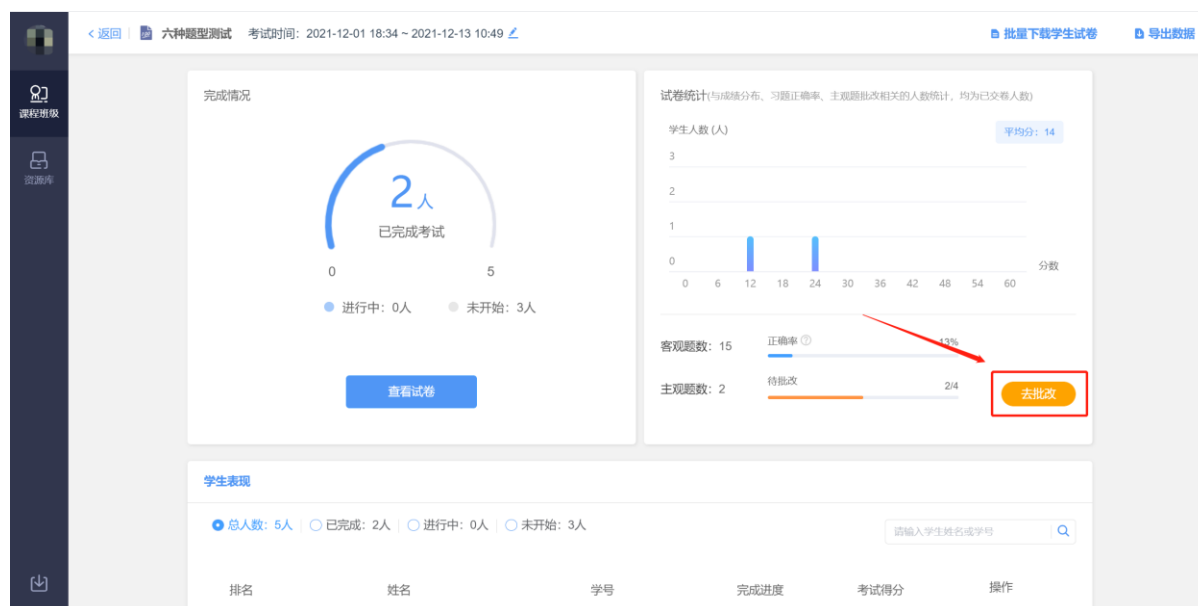 <返回 六种题型测试 考试时间：2021-12-01 18:34 ~ 2021-12-13 10:49 批量下载学生试卷 导出数据
课程班级
资源库
完成情况
2人
已完成考试
0 5
进行中：0人 未开始：3人
查看试卷
试卷统计(与成绩分布、习题正确率、主观题批改相关的人数统计，均为已交卷人数)
学生人数 (人) 平均分：14
3
2
1
0
分数
0 6 12 18 24 30 36 42 48 54 60
客观题数：15 正确率 13%
主观题数：2 待批改 2/4 去批改
学生表现
总人数：5人 已完成：2人 进行中：0人 未开始：3人 请输入学生姓名或学号
排名 姓名 学号 完成进度 考试得分 操作